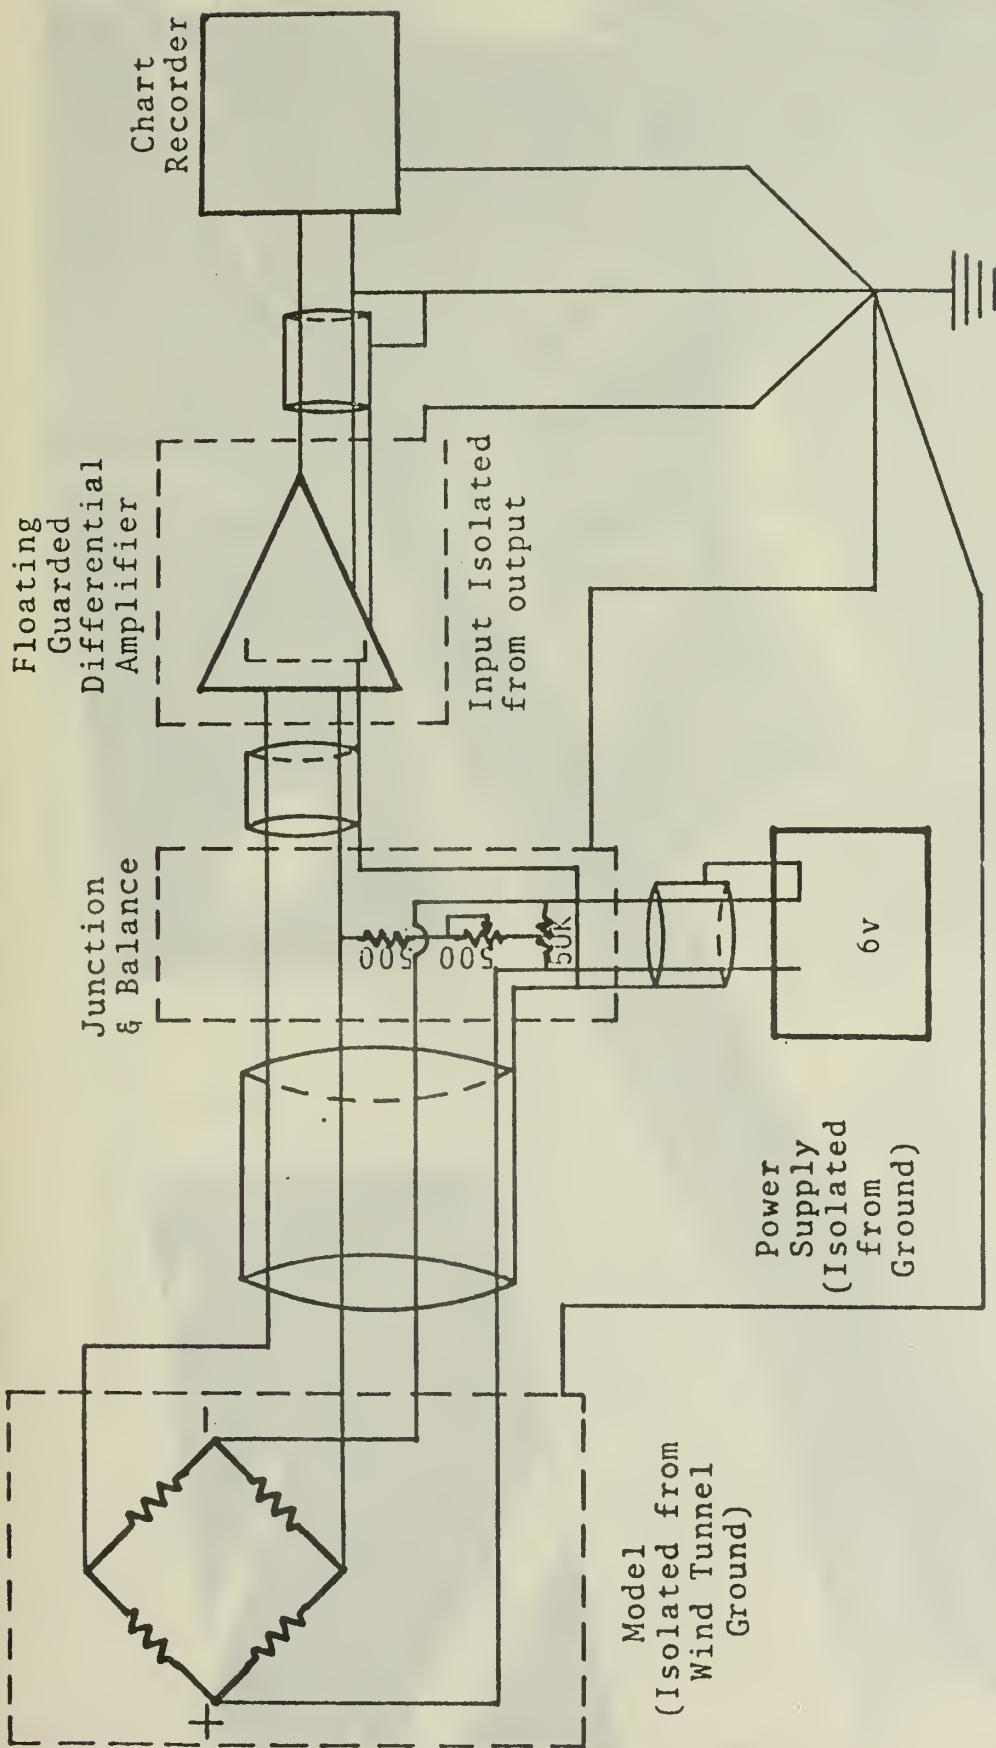 Model
(Isolated from
Wind Tunnel
Ground)
+
-
Junction
& Balance
500
500
50K
Power
Supply
(Isolated
from
Ground)
6v
Floating
Guarded
Differential
Amplifier
Input Isolated
from output
Chart
Recorder